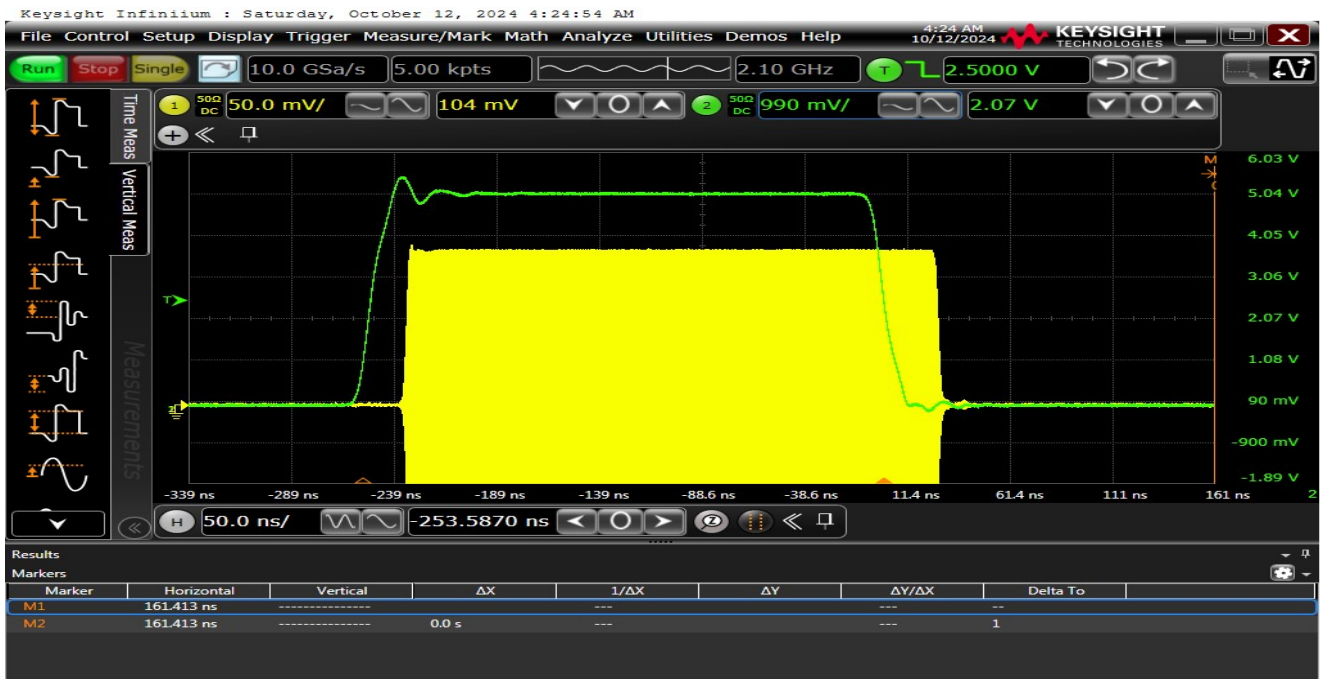 Keysight Infiniium : Saturday, October 12, 2024 4:24:54 AM
File Control Setup Display Trigger Measure/Mark Math Analyze Utilities Demos Help 4:24 AM 10/12/2024 KEYSIGHT TECHNOLOGIES
Run Stop Single 10.0 GSa/s 5.00 kpts 2.10 GHz T 2.5000 V
1 50Ω DC 50.0 mV/ 104 mV 2 50Ω DC 990 mV/ 2.07 V
Time Meas
Vertical Meas
Measurements
M
6.03 V
5.04 V
4.05 V
T
3.06 V
2.07 V
1.08 V
90 mV
-900 mV
-1.89 V
-339 ns -289 ns -239 ns -189 ns -139 ns -88.6 ns -38.6 ns 11.4 ns 61.4 ns 111 ns 161 ns 2
H 50.0 ns/ -253.5870 ns 0 Z
Results
Markers
Marker Horizontal Vertical ΔX 1/ΔX ΔY ΔY/ΔX Delta To
M1 161.413 ns --------------- --- --- --
M2 161.413 ns --------------- 0.0 s --- --- 1